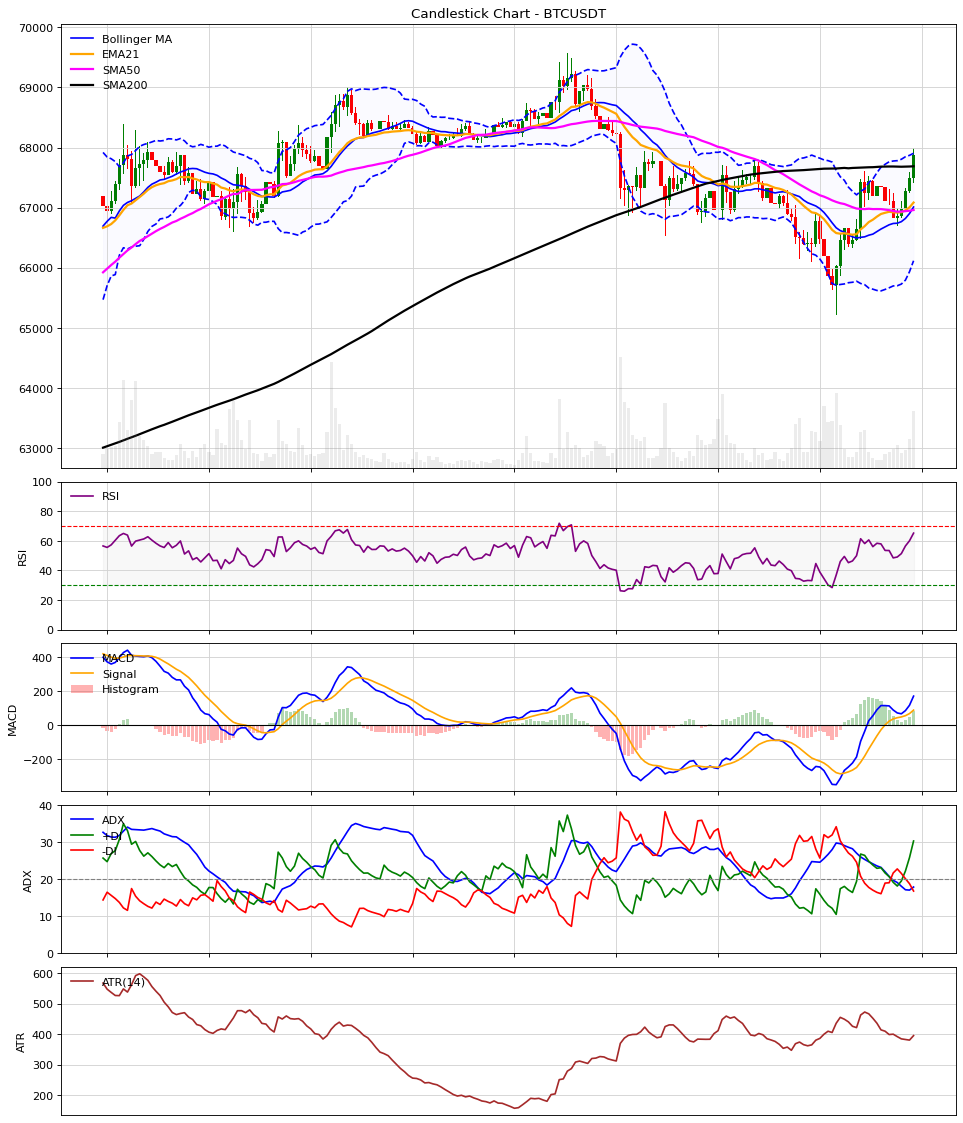 Candlestick Chart - BTCUSDT
70000
69000
68000
67000
66000
65000
64000
63000
Bollinger MA
EMA21
SMA50
SMA200
100
80
60
40
20
0
RSI
RSI
400
200
0
−200
MACD
MACD
Signal
Histogram
40
30
20
10
0
ADX
ADX
+DI
-DI
600
500
400
300
200
ATR
ATR(14)